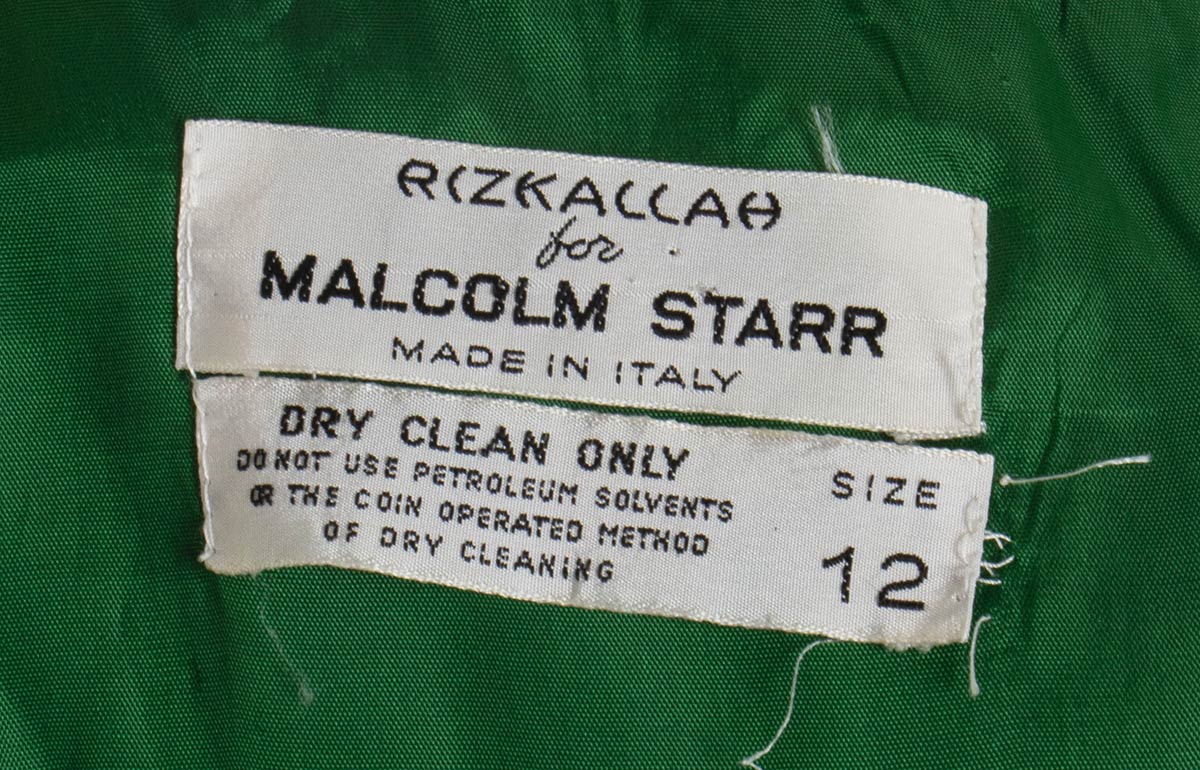 RIZKALLAH
for
MALCOLM STARR
MADE IN ITALY
DRY CLEAN ONLY
DO NOT USE PETROLEUM SOLVENTS
OR THE COIN OPERATED METHOD
OF DRY CLEANING
SIZE
12